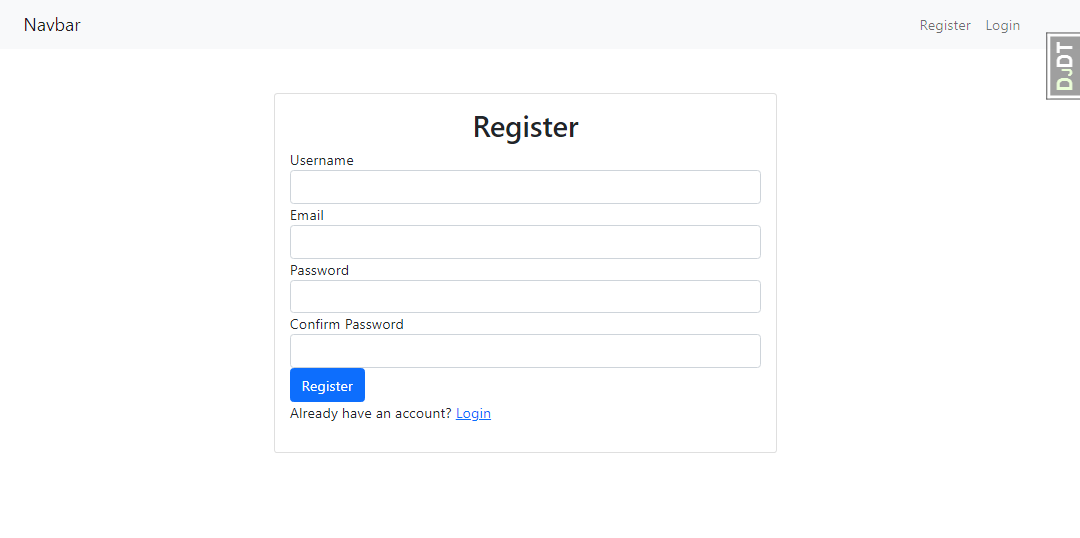 Navbar
Register
Login
DJDT
Register
Username
Email
Password
Confirm Password
Register
Already have an account? Login